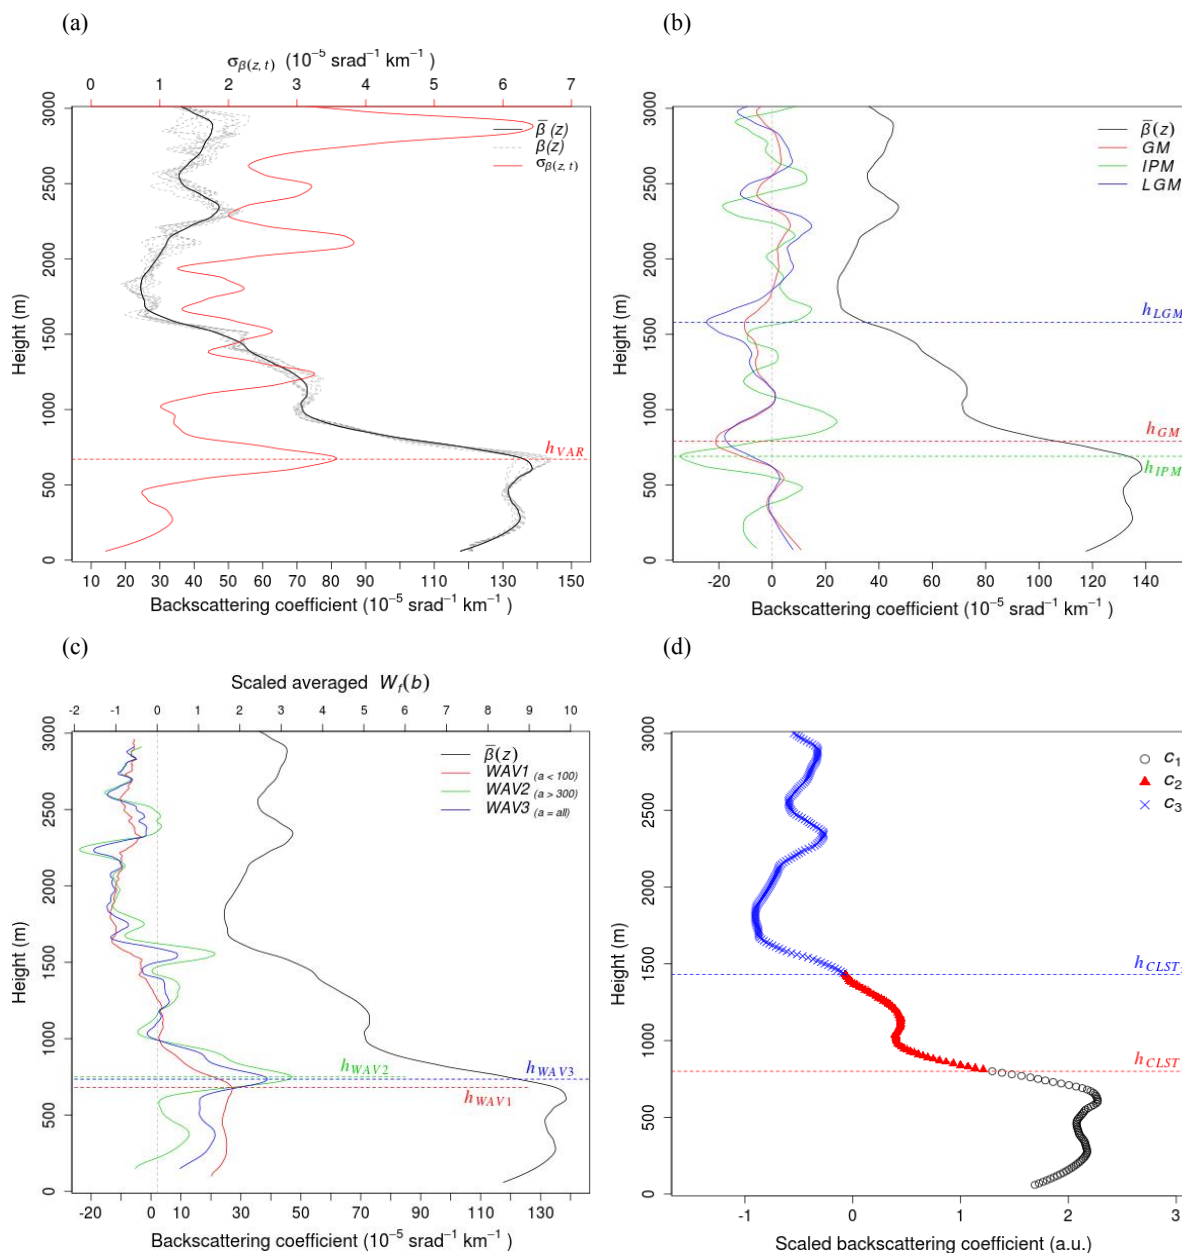 (a)
σβ(z, t) (10⁻⁵ srad⁻¹ km⁻¹)
0 1 2 3 4 5 6 7
β̄(z)
β(z)
σβ(z, t)
hVAR
Height (m)
0 500 1000 1500 2000 2500 3000
10 20 30 40 50 60 70 80 90 100 120 130 140 150
Backscattering coefficient (10⁻⁵ srad⁻¹ km⁻¹)
(b)
β̄(z)
GM
IPM
LGM
hLGM
hGM
hIPM
Height (m)
0 500 1000 1500 2000 2500 3000
-20 0 20 40 60 80 100 120 140
Backscattering coefficient (10⁻⁵ srad⁻¹ km⁻¹)
(c)
Scaled averaged Wf(b)
-2 -1 0 1 2 3 4 5 6 7 8 9 10
β̄(z)
WAV1 (a < 100)
WAV2 (a > 300)
WAV3 (a = all)
hWAV2
hWAV3
hWAV1
Height (m)
0 500 1000 1500 2000 2500 3000
-20 0 10 30 50 70 90 110 130
Backscattering coefficient (10⁻⁵ srad⁻¹ km⁻¹)
(d)
c1
c2
c3
hCLST
hCLST
Height (m)
0 500 1000 1500 2000 2500 3000
-1 0 1 2 3
Scaled backscattering coefficient (a.u.)